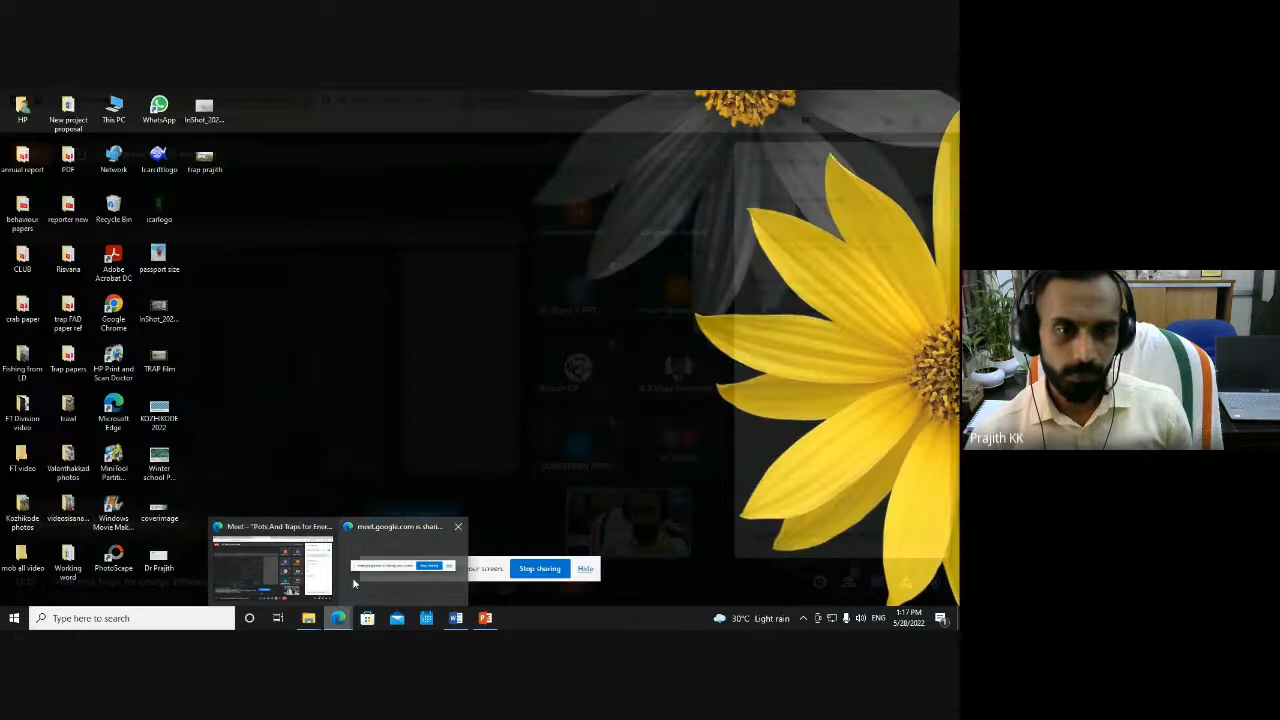 HP
New project
proposal
This PC
WhatsApp
InShot_202...
annual report
PDF
Network
Icarciftlogo
trap prajith
behaviour
papers
reporter new
Recycle Bin
icarlogo
CLUB
Risvana
Adobe
Acrobat DC
passport size
crab paper
trap FAD
paper ref
Google
Chrome
InShot_202...
Fishing from
LD
Trap papers
HP Print and
Scan Doctor
TRAP film
FT Division
video
trawl
Microsoft
Edge
KOZHIKODE
2022
FT video
Valanthakkad
photos
MiniTool
Partiti...
Winter
school P...
Kozhikode
photos
videosisana...
Windows
Movie Mak...
coverimage
mob all video
Working
word
PhotoScape
Dr Prajith
Meet – "Pots And Traps for Ener...
meet.google.com is shari...
our screen.
Stop sharing
Hide
Type here to search
30°C Light rain
ENG
1:17 PM
5/28/2022
Prajith KK